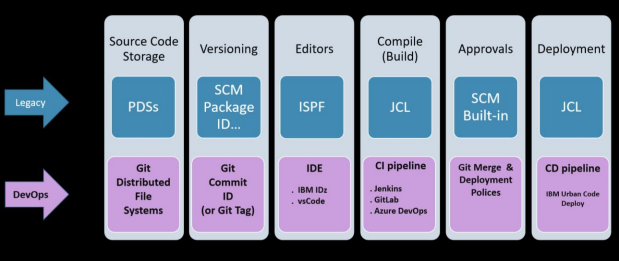 Source Code
Storage
Versioning
Editors
Compile
(Build)
Approvals
Deployment
Legacy
PDSs
SCM
Package
ID...
ISPF
JCL
SCM
Built-in
JCL
DevOps
Git
Distributed
File
Systems
Git
Commit
ID
(or Git Tag)
IDE
. IBM IDz
. vsCode
CI pipeline
. Jenkins
. GitLab
. Azure DevOps
Git Merge &
Deployment
Polices
CD pipeline
IBM Urban Code
Deploy